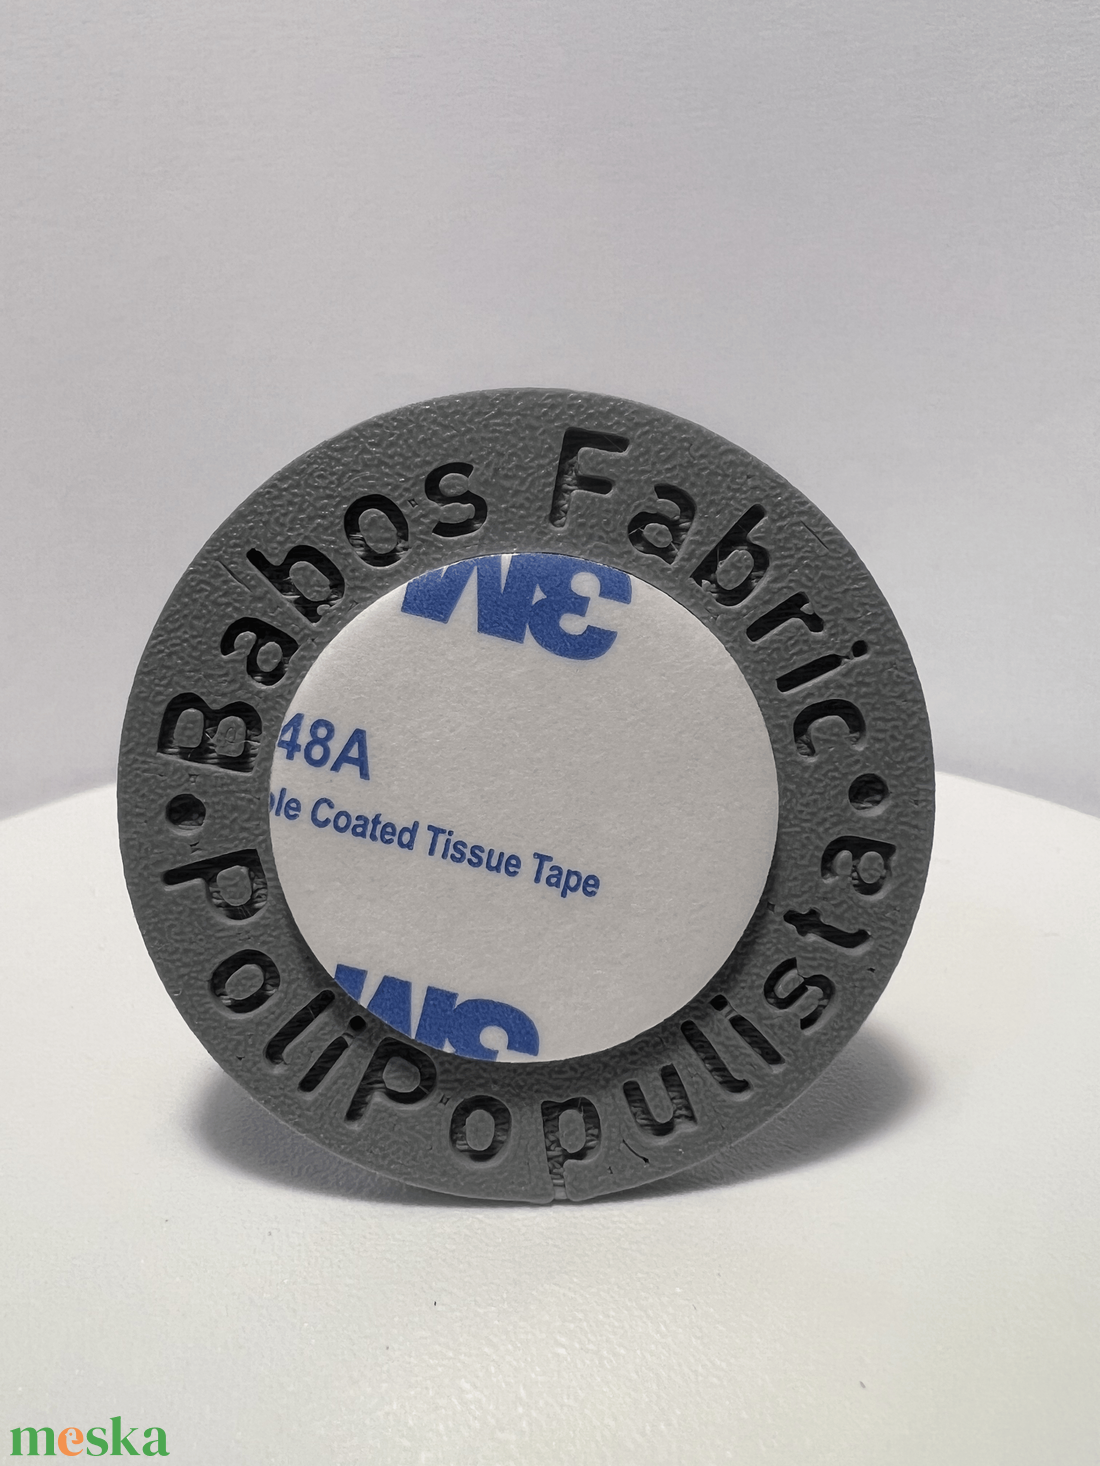 Babos Fabric
•
poliPopulista
•
3M
48A
ble Coated Tissue Tape
3M
meska